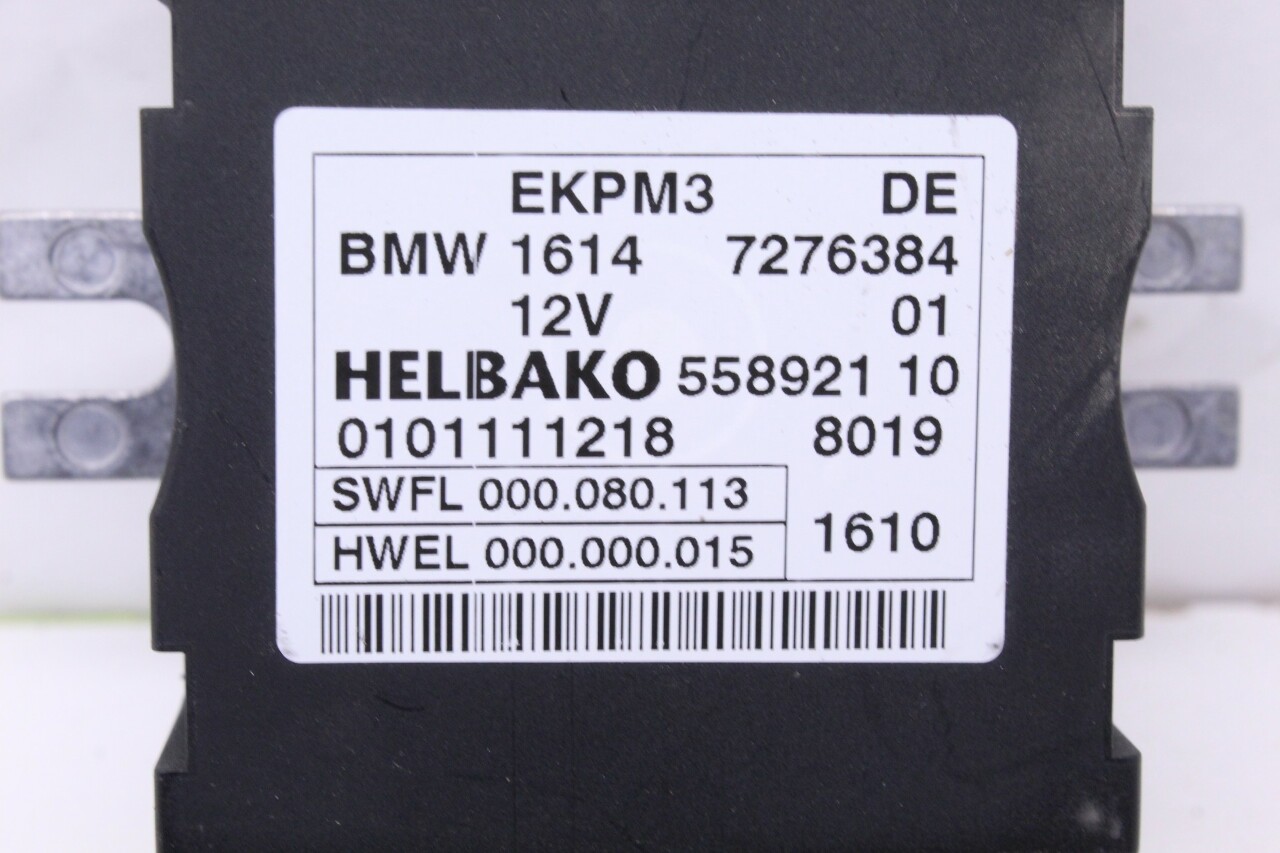 EKPM3 DE
BMW 1614 7276384
12V 01
HELBAKO 558921 10
0101111218 8019
SWFL 000.080.113
1610
HWEL 000.000.015